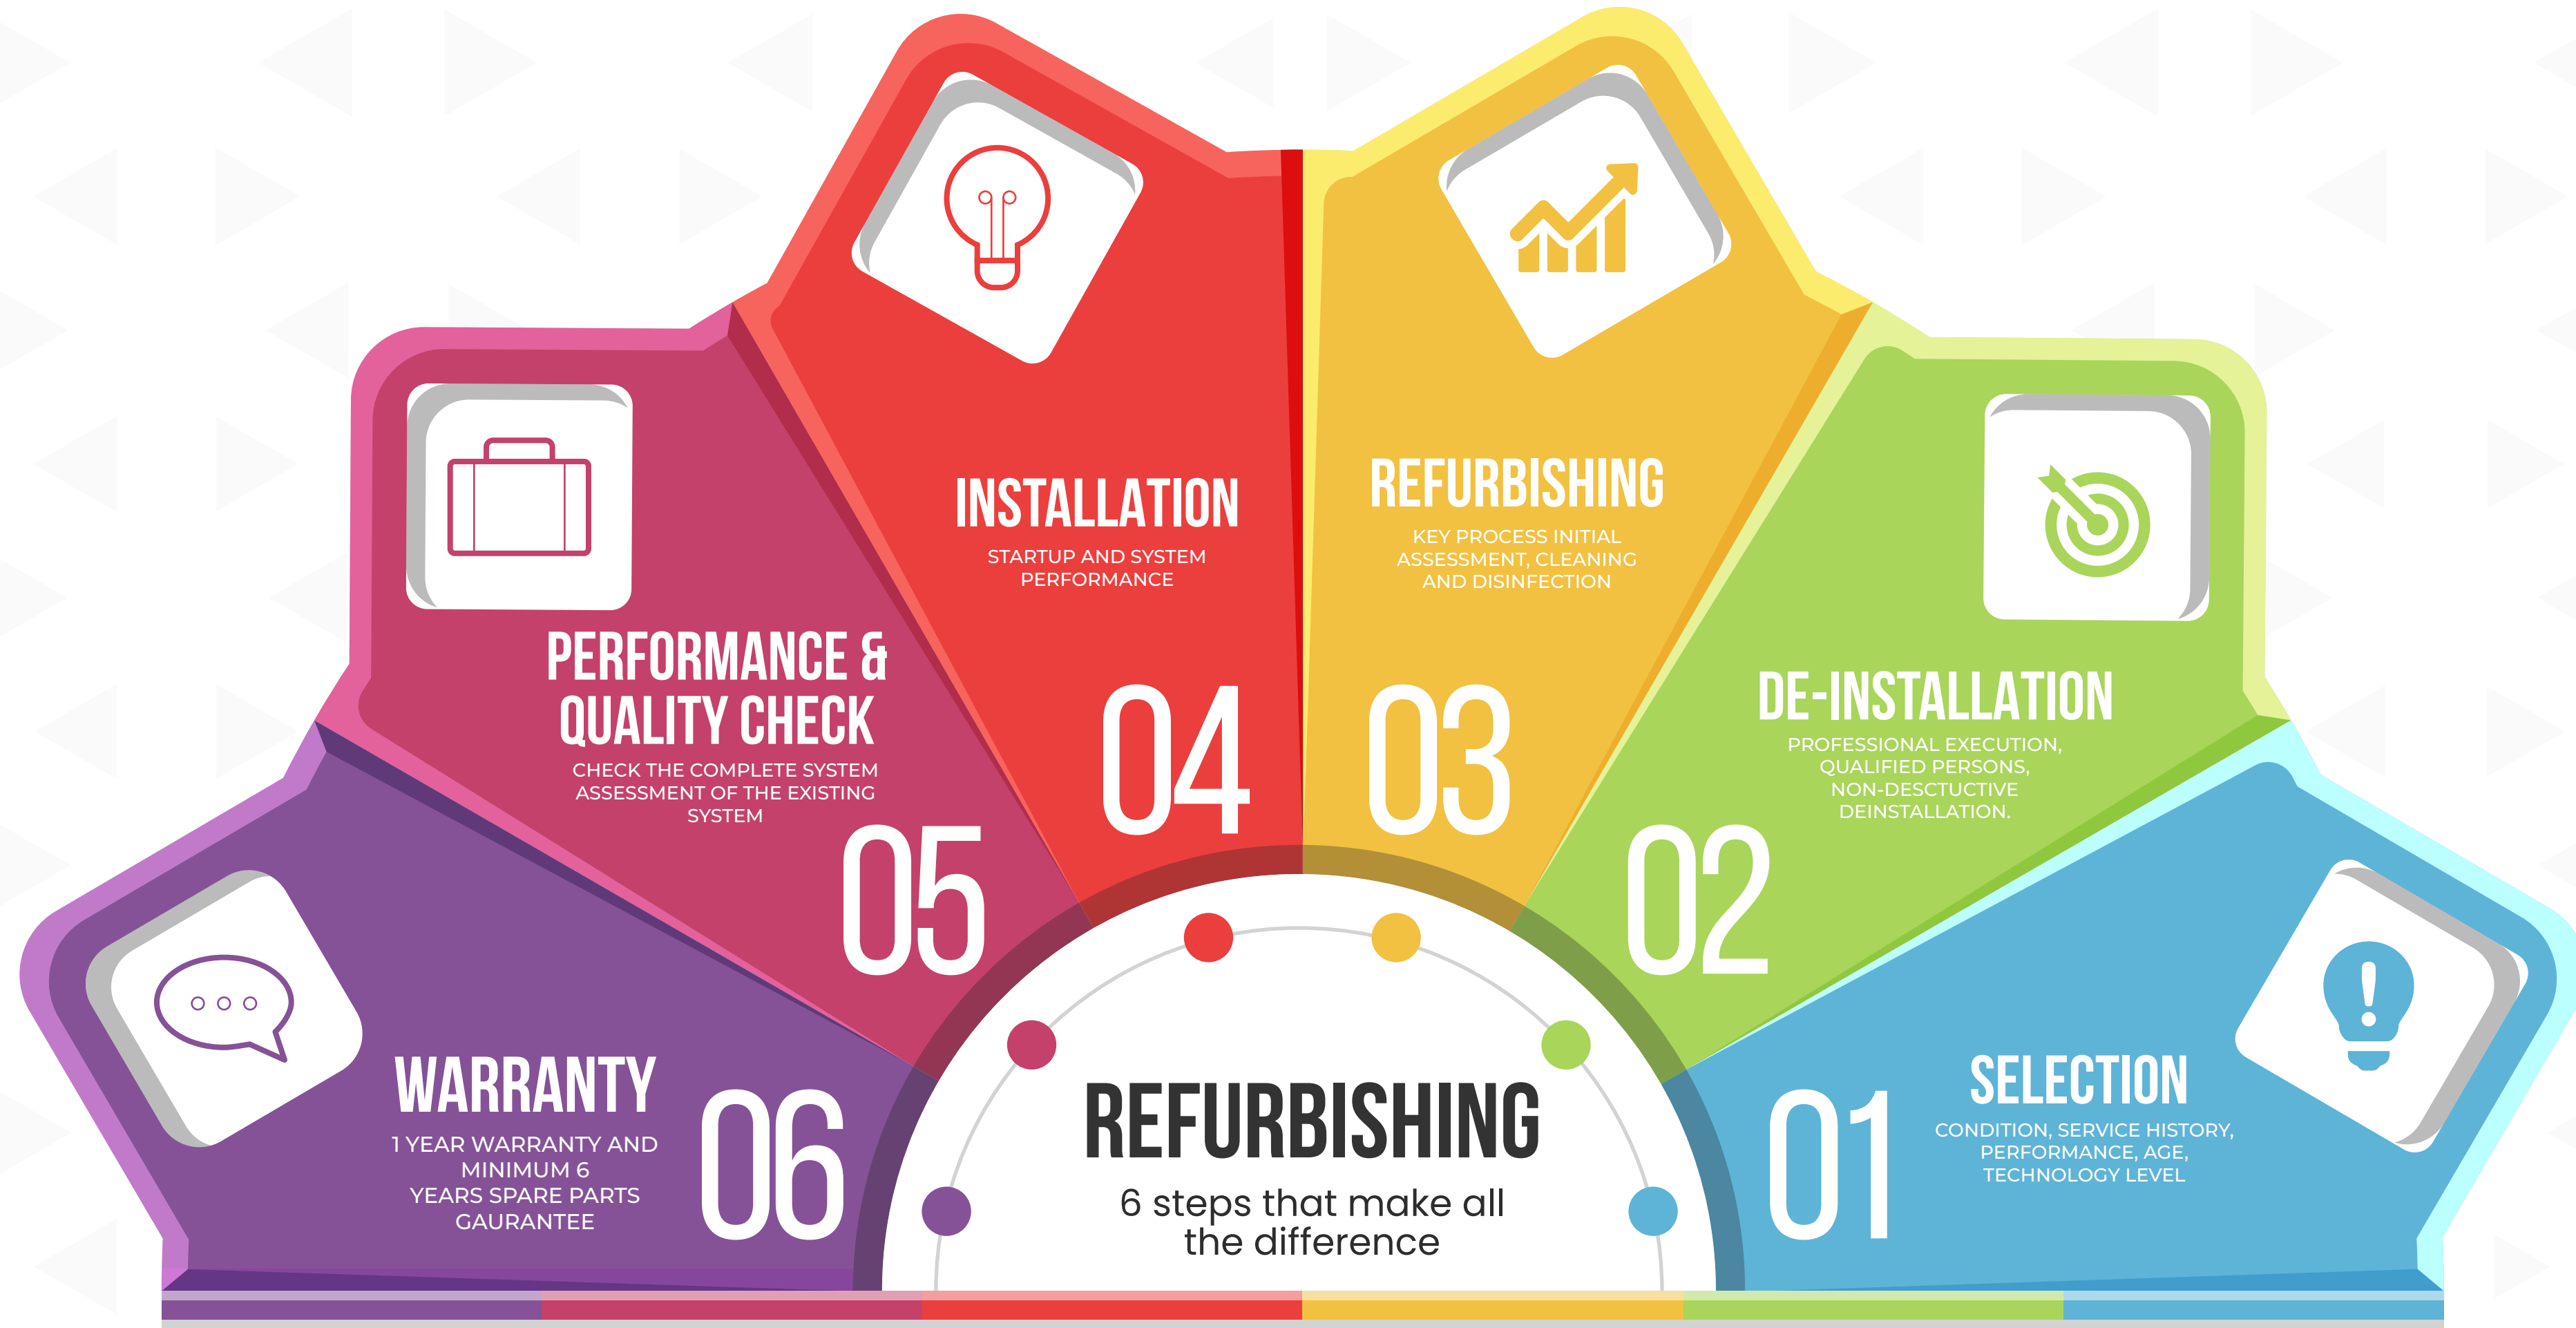 REFURBISHING
6 steps that make all
the difference
01
SELECTION
CONDITION, SERVICE HISTORY,
PERFORMANCE, AGE,
TECHNOLOGY LEVEL
02
DE-INSTALLATION
PROFESSIONAL EXECUTION,
QUALIFIED PERSONS,
NON-DESCTUCTIVE
DEINSTALLATION.
03
REFURBISHING
KEY PROCESS INITIAL
ASSESSMENT, CLEANING
AND DISINFECTION
04
INSTALLATION
STARTUP AND SYSTEM
PERFORMANCE
05
PERFORMANCE &
QUALITY CHECK
CHECK THE COMPLETE SYSTEM
ASSESSMENT OF THE EXISTING
SYSTEM
06
WARRANTY
1 YEAR WARRANTY AND
MINIMUM 6
YEARS SPARE PARTS
GAURANTEE